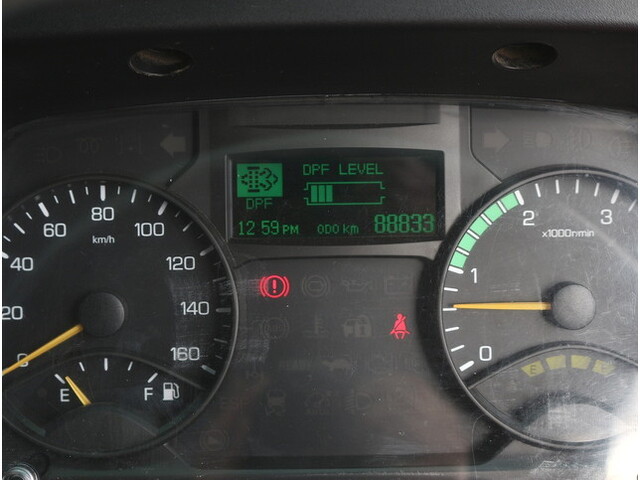 DPF LEVEL
DPF
12:59 PM ODO km 88833
0 20 40 60 80 100 120 140 160
km/h
E F
0 1 2 3
x1000r/min